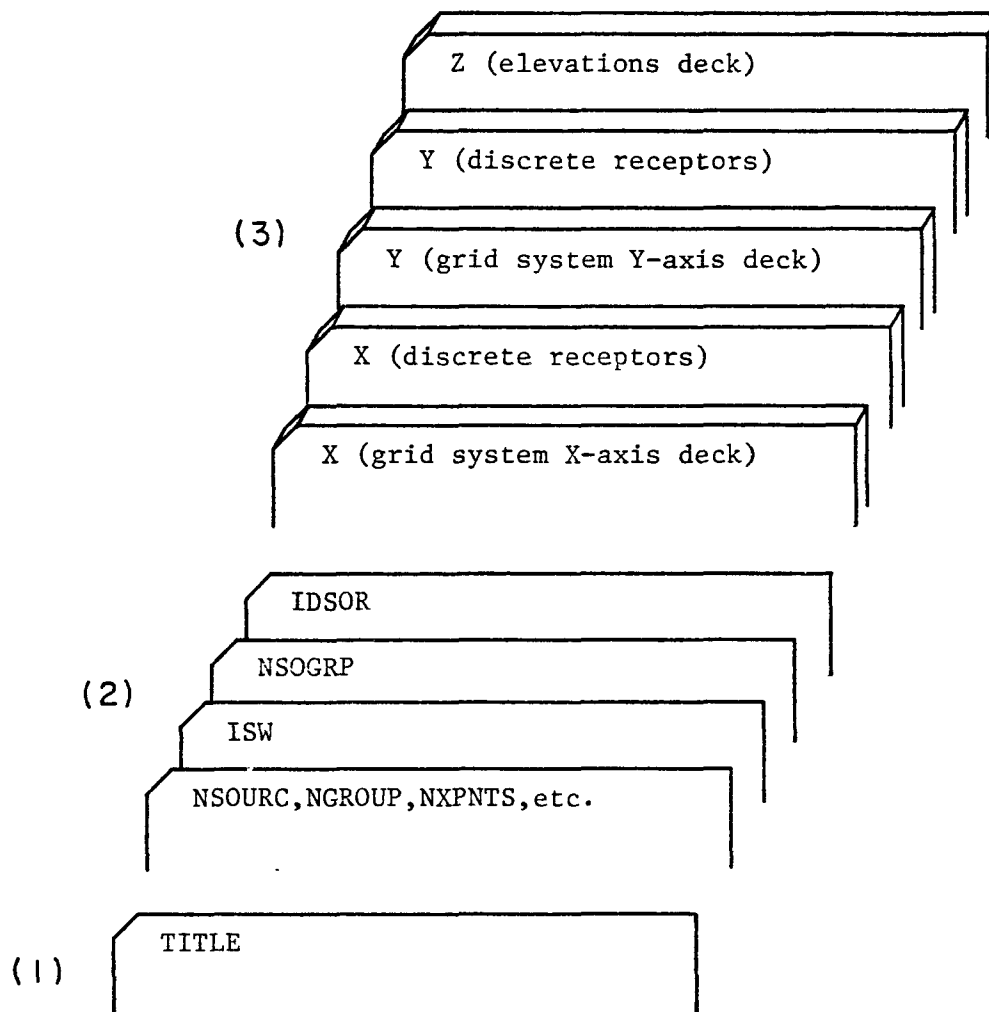 Z (elevations deck)
Y (discrete receptors)
(3)
Y (grid system Y-axis deck)
X (discrete receptors)
X (grid system X-axis deck)
IDSOR
NSOGRP
(2)
ISW
NSOURC,NGROUP,NXPNTS,etc.
TITLE
(1)